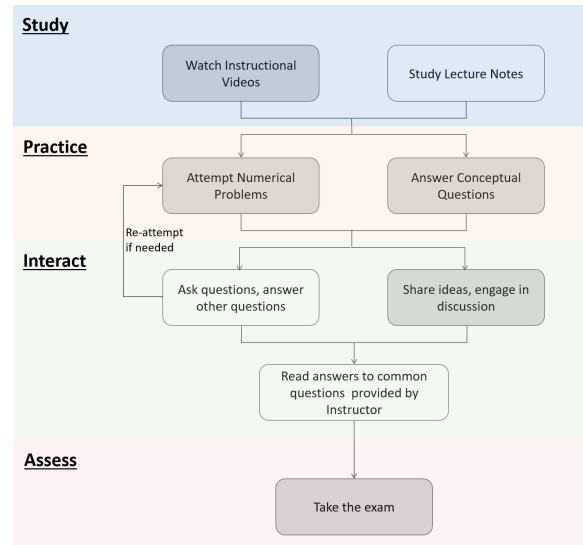 Study
Watch Instructional
Videos
Study Lecture Notes
Practice
Attempt Numerical
Problems
Answer Conceptual
Questions
Re-attempt
if needed
Interact
Ask questions, answer
other questions
Share ideas, engage in
discussion
Read answers to common
questions provided by
Instructor
Assess
Take the exam